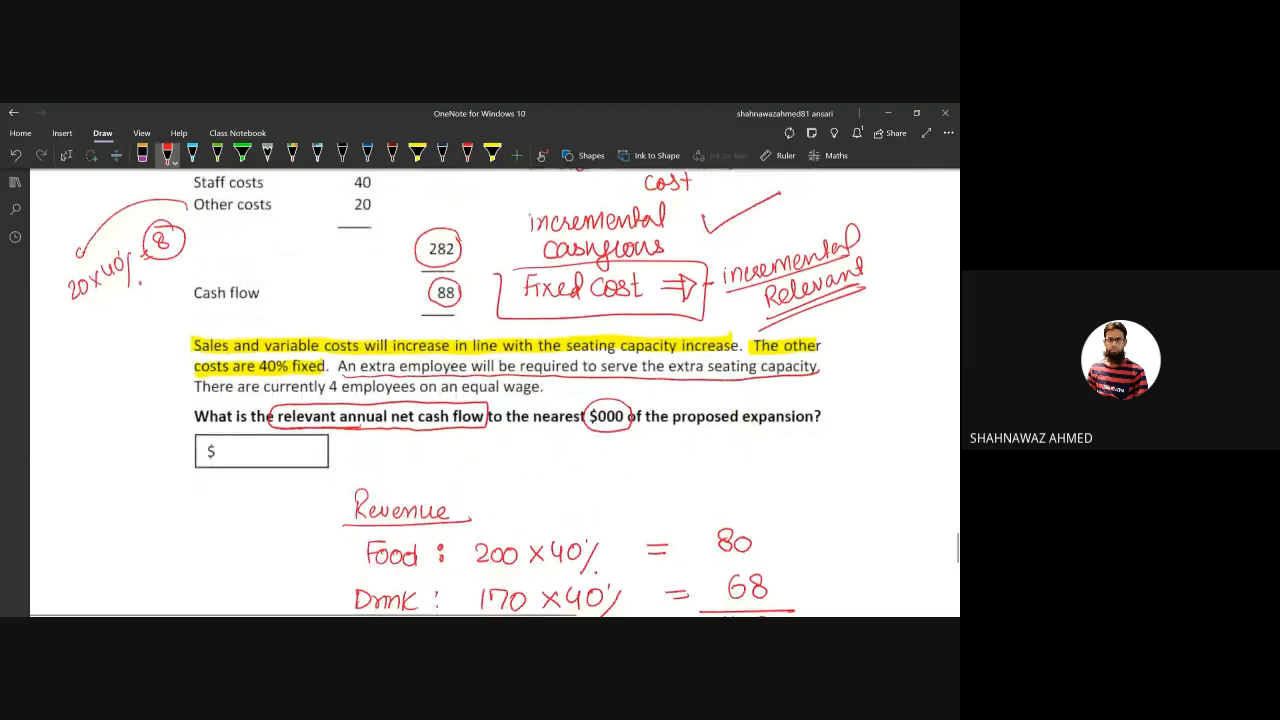 OneNote for Windows 10
shahnawazahmed81 ansari
Home Insert Draw View Help Class Notebook
Share
Shapes Ink to Shape Ink to Text Ruler Maths
Staff costs 40
Other costs 20
cost
incremental
cashflows
20 x 40% = 8
282
Fixed cost ⇒ incremental
Relevant
Cash flow 88
Sales and variable costs will increase in line with the seating capacity increase. The other
costs are 40% fixed. An extra employee will be required to serve the extra seating capacity.
There are currently 4 employees on an equal wage.
What is the relevant annual net cash flow to the nearest $000 of the proposed expansion?
$
Revenue
Food : 200 x 40% = 80
Drink : 170 x 40% = 68
SHAHNAWAZ AHMED